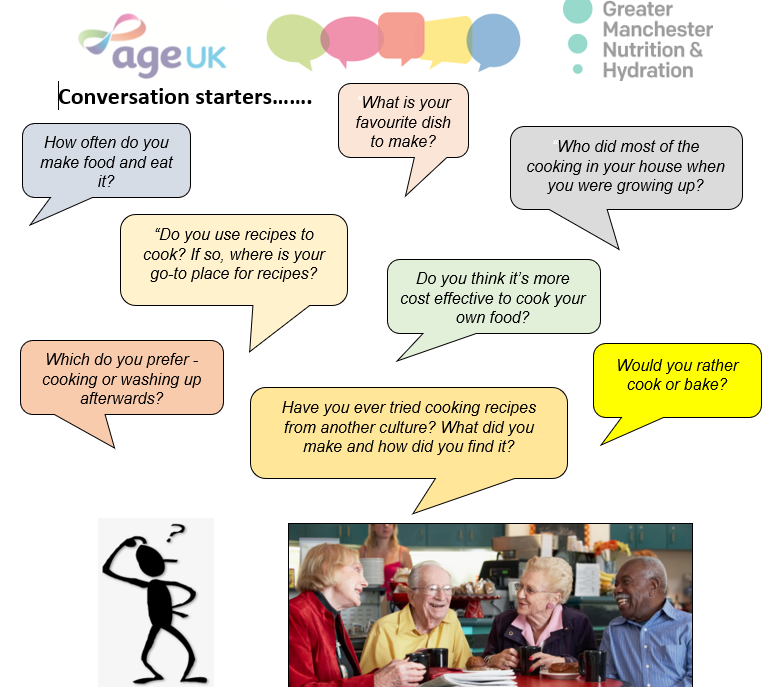 age UK
Greater
Manchester
Nutrition &
Hydration
Conversation starters…….
What is your
favourite dish
to make?
How often do you
make food and eat
it?
Who did most of the
cooking in your house when
you were growing up?
“Do you use recipes to
cook? If so, where is your
go-to place for recipes?
Do you think it’s more
cost effective to cook your
own food?
Which do you prefer -
cooking or washing up
afterwards?
Would you rather
cook or bake?
Have you ever tried cooking recipes
from another culture? What did you
make and how did you find it?
?